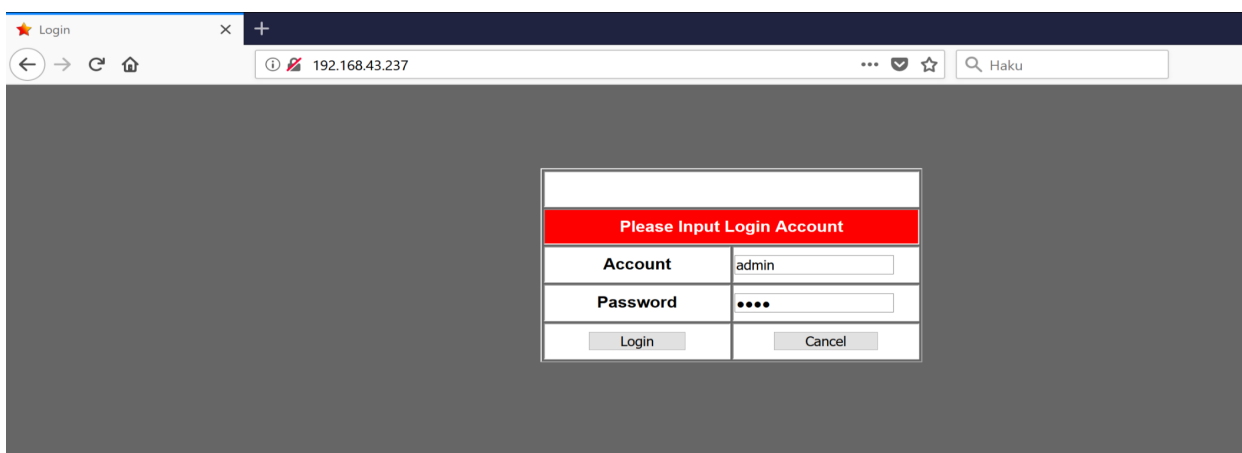 Login
192.168.43.237
Haku
Please Input Login Account
Account admin
Password ••••
Login Cancel